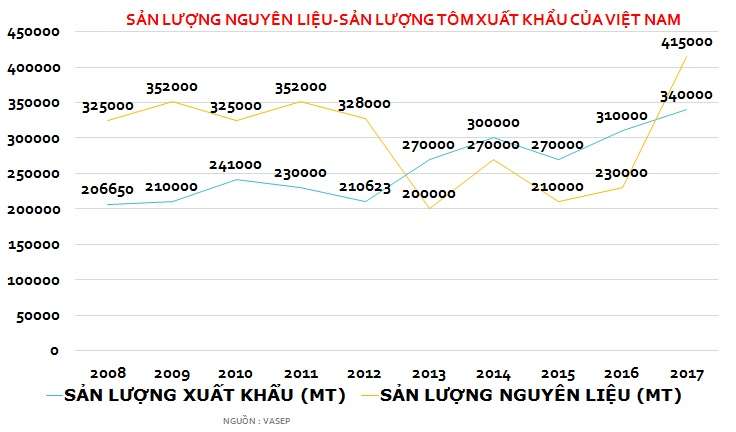 SẢN LƯỢNG NGUYÊN LIỆU-SẢN LƯỢNG TÔM XUẤT KHẨU CỦA VIỆT NAM
450000
400000
350000
300000
250000
200000
150000
100000
50000
0
325000 352000 325000 352000 328000 200000 270000 210000 230000 415000
206650 210000 241000 230000 210623 270000 300000 270000 310000 340000
2008 2009 2010 2011 2012 2013 2014 2015 2016 2017
SẢN LƯỢNG XUẤT KHẨU (MT) SẢN LƯỢNG NGUYÊN LIỆU (MT)
NGUỒN : VASEP